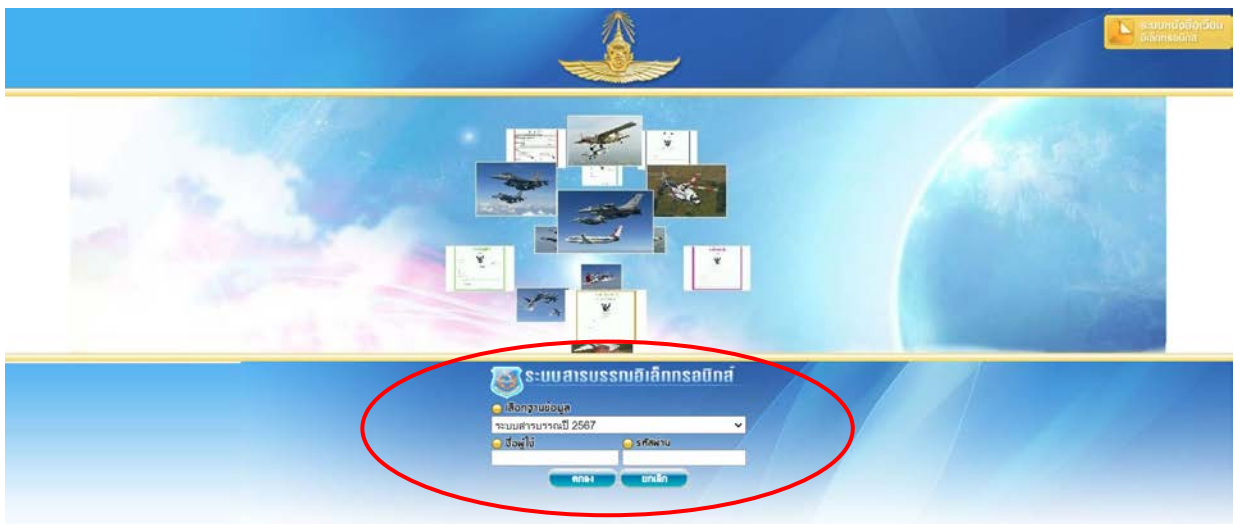 ระบบหนังสือเวียน
อิเล็กทรอนิกส์
ระบบสารบรรณอิเล็กทรอนิกส์
เลือกฐานข้อมูล
ระบบสารบรรณปี 2567
ชื่อผู้ใช้
รหัสผ่าน
ตกลง
ยกเลิก